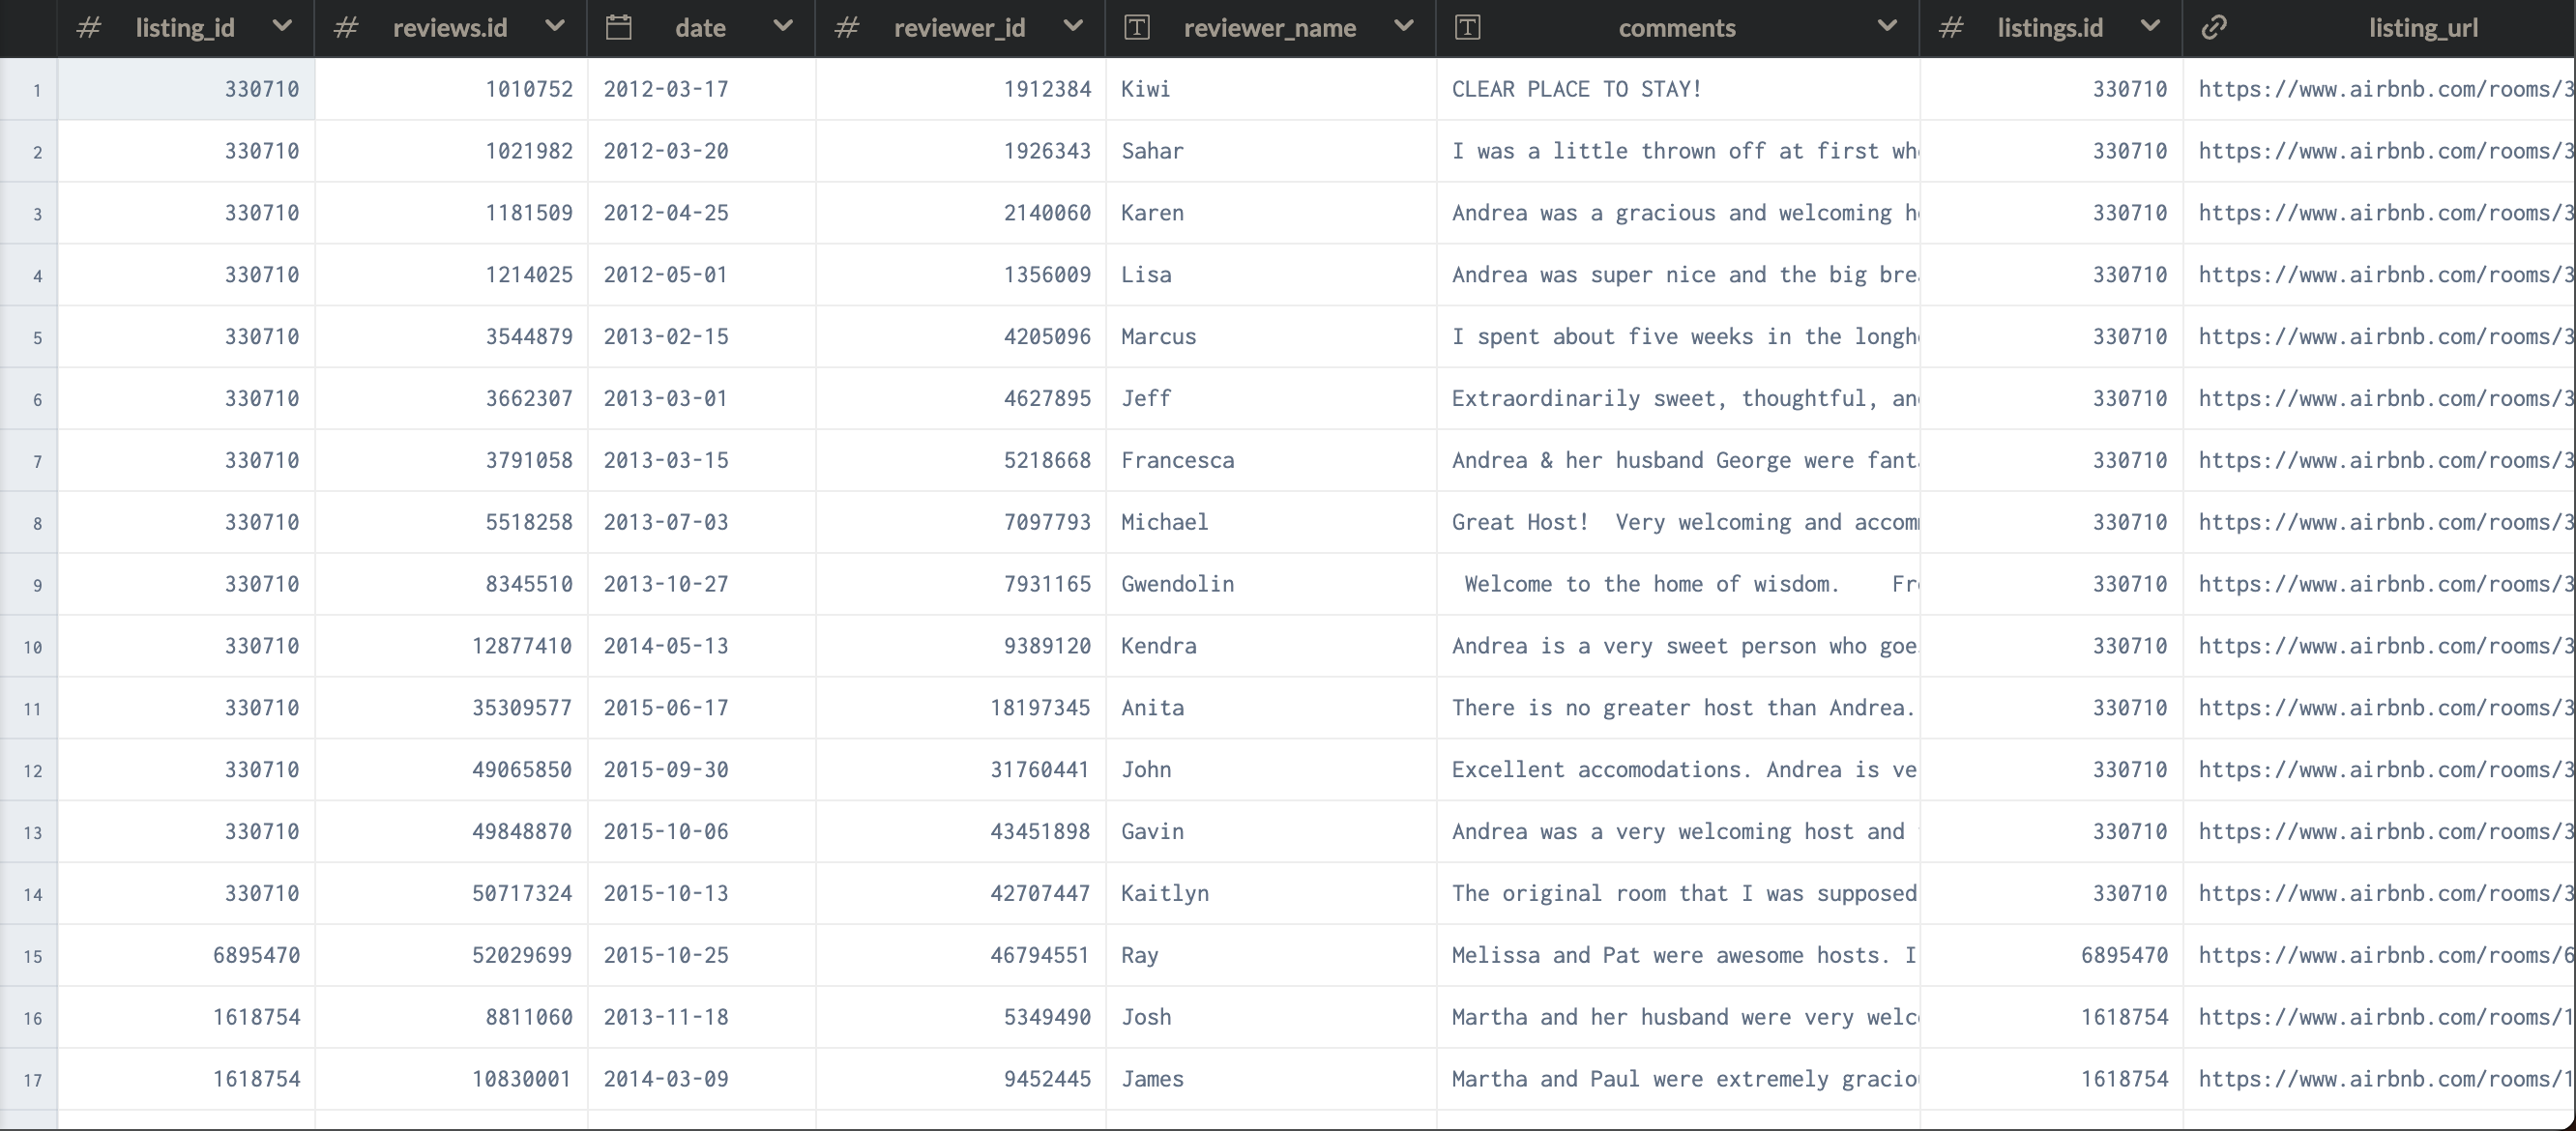 listing_id reviews.id date reviewer_id reviewer_name comments listings.id listing_url
1 330710 1010752 2012-03-17 1912384 Kiwi CLEAR PLACE TO STAY! 330710 https://www.airbnb.com/rooms/3
2 330710 1021982 2012-03-20 1926343 Sahar I was a little thrown off at first wh 330710 https://www.airbnb.com/rooms/3
3 330710 1181509 2012-04-25 2140060 Karen Andrea was a gracious and welcoming h 330710 https://www.airbnb.com/rooms/3
4 330710 1214025 2012-05-01 1356009 Lisa Andrea was super nice and the big bre 330710 https://www.airbnb.com/rooms/3
5 330710 3544879 2013-02-15 4205096 Marcus I spent about five weeks in the longh 330710 https://www.airbnb.com/rooms/3
6 330710 3662307 2013-03-01 4627895 Jeff Extraordinarily sweet, thoughtful, an 330710 https://www.airbnb.com/rooms/3
7 330710 3791058 2013-03-15 5218668 Francesca Andrea & her husband George were fant 330710 https://www.airbnb.com/rooms/3
8 330710 5518258 2013-07-03 7097793 Michael Great Host! Very welcoming and accom 330710 https://www.airbnb.com/rooms/3
9 330710 8345510 2013-10-27 7931165 Gwendolin Welcome to the home of wisdom. Fr 330710 https://www.airbnb.com/rooms/3
10 330710 12877410 2014-05-13 9389120 Kendra Andrea is a very sweet person who goe 330710 https://www.airbnb.com/rooms/3
11 330710 35309577 2015-06-17 18197345 Anita There is no greater host than Andrea. 330710 https://www.airbnb.com/rooms/3
12 330710 49065850 2015-09-30 31760441 John Excellent accomodations. Andrea is ve 330710 https://www.airbnb.com/rooms/3
13 330710 49848870 2015-10-06 43451898 Gavin Andrea was a very welcoming host and 330710 https://www.airbnb.com/rooms/3
14 330710 50717324 2015-10-13 42707447 Kaitlyn The original room that I was supposed 330710 https://www.airbnb.com/rooms/3
15 6895470 52029699 2015-10-25 46794551 Ray Melissa and Pat were awesome hosts. I 6895470 https://www.airbnb.com/rooms/6
16 1618754 8811060 2013-11-18 5349490 Josh Martha and her husband were very welc 1618754 https://www.airbnb.com/rooms/1
17 1618754 10830001 2014-03-09 9452445 James Martha and Paul were extremely gracio 1618754 https://www.airbnb.com/rooms/1